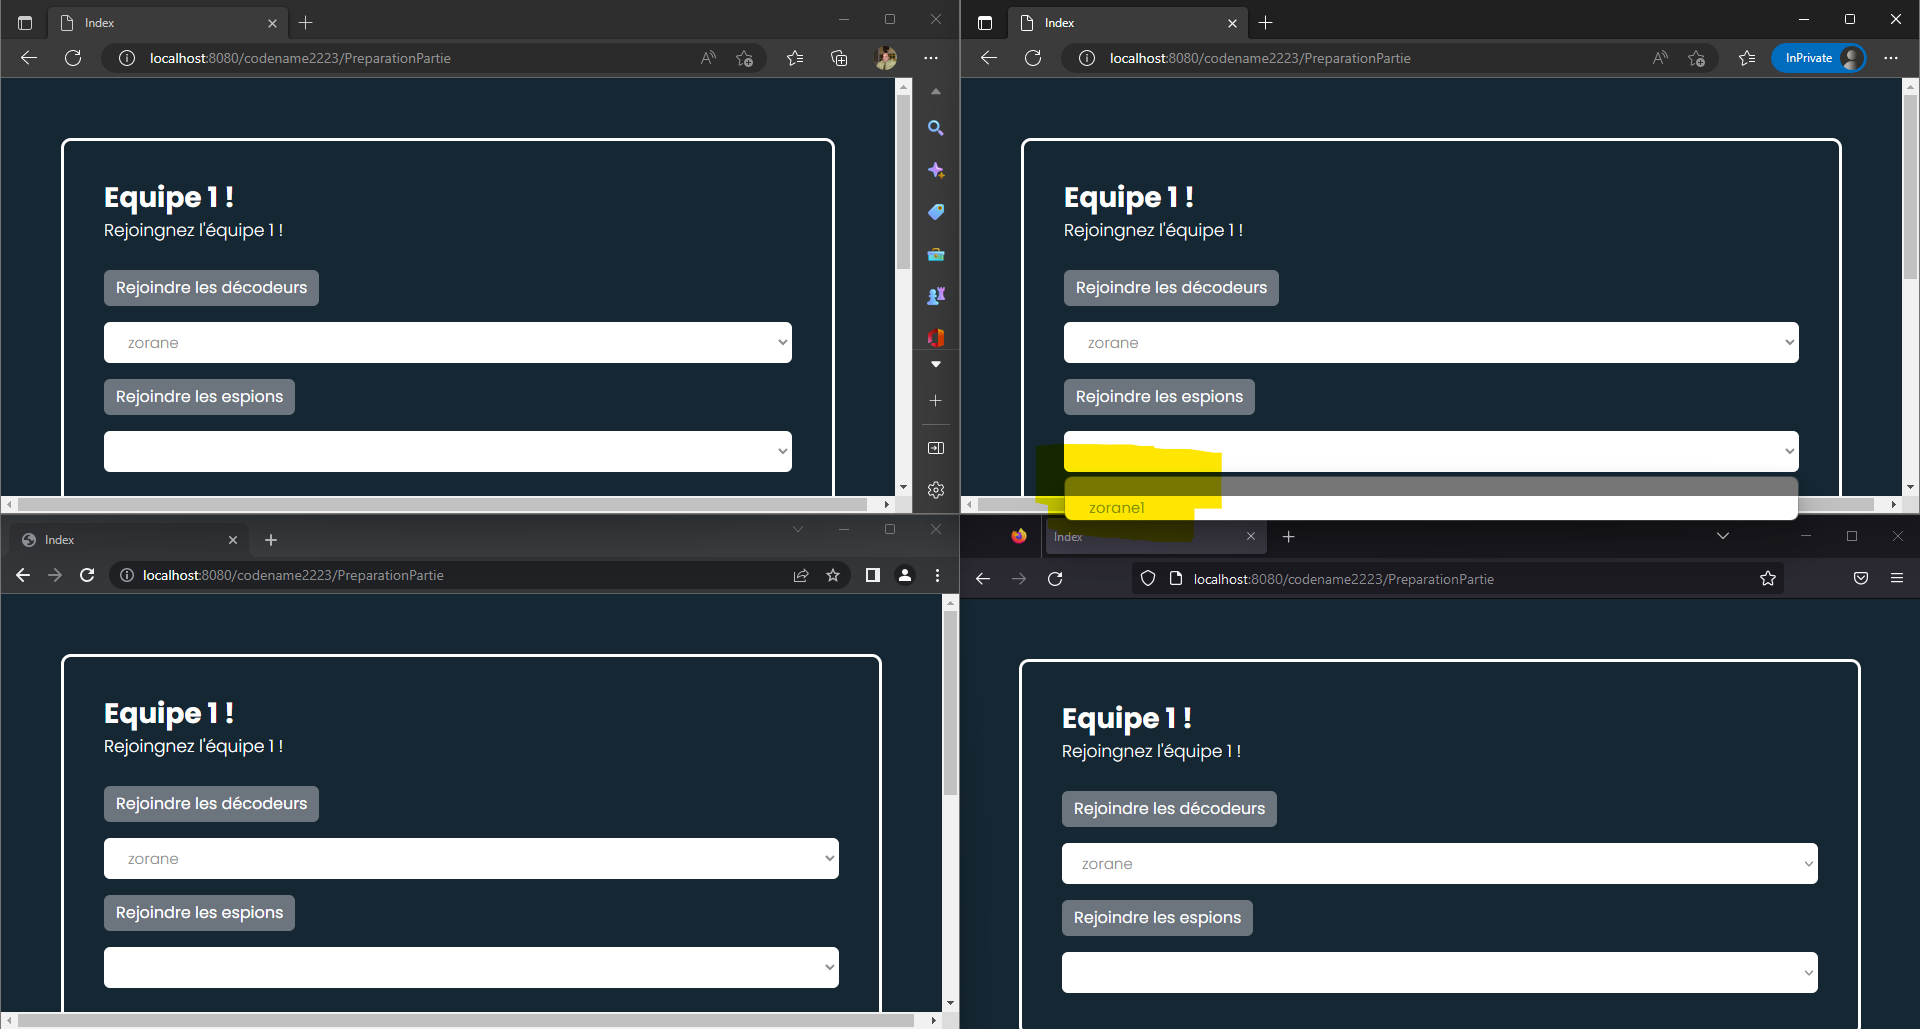 Index
localhost:8080/codename2223/PreparationPartie
Equipe 1 !
Rejoingnez l'équipe 1 !
Rejoindre les décodeurs
zorane
Rejoindre les espions
Index
localhost:8080/codename2223/PreparationPartie
InPrivate
Equipe 1 !
Rejoingnez l'équipe 1 !
Rejoindre les décodeurs
zorane
Rejoindre les espions
zorane1
Index
localhost:8080/codename2223/PreparationPartie
Equipe 1 !
Rejoingnez l'équipe 1 !
Rejoindre les décodeurs
zorane
Rejoindre les espions
Index
localhost:8080/codename2223/PreparationPartie
Equipe 1 !
Rejoingnez l'équipe 1 !
Rejoindre les décodeurs
zorane
Rejoindre les espions